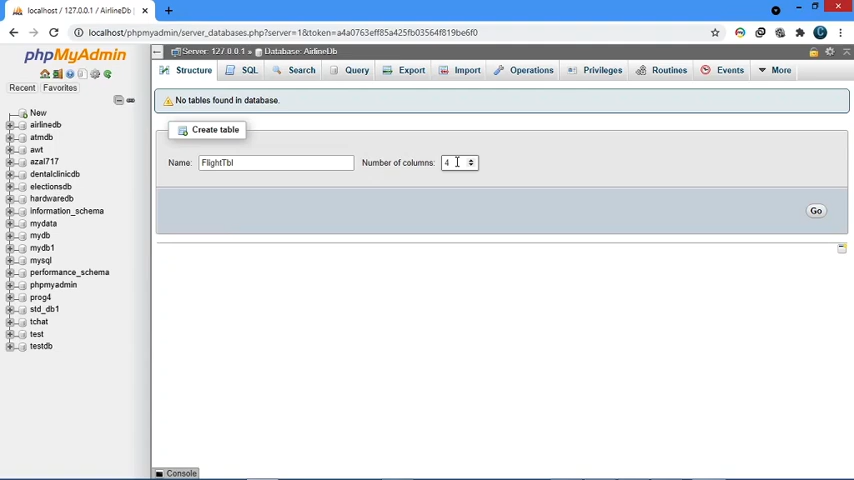 localhost / 127.0.0.1 / AirlineDb |
localhost/phpmyadmin/server_databases.php?server=1&token=a4a0763eff85a425fb03564f819be6f0
C
phpMyAdmin
Recent Favorites
New
airlinedb
atmdb
awt
azal717
dentalclinicdb
electionsdb
hardwaredb
information_schema
mydata
mydb
mydb1
mysql
performance_schema
phpmyadmin
prog4
std_db1
tchat
test
testdb
Server: 127.0.0.1 » Database: AirlineDb
Structure SQL Search Query Export Import Operations Privileges Routines Events More
No tables found in database.
Create table
Name: FlightTbl Number of columns: 4
Go
Console